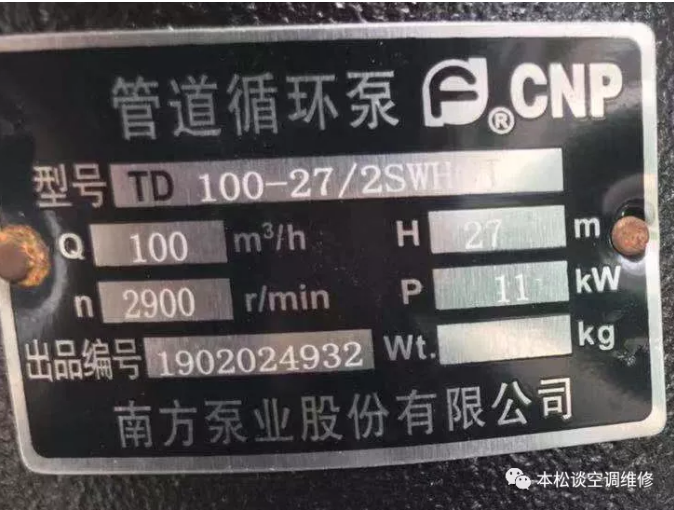 管道循环泵 CNP®
型号 TD 100-27/2SWH
Q 100 m³/h H 27 m
n 2900 r/min P 11 kW
出品编号 1902024932 Wt. kg
南方泵业股份有限公司
本松谈空调维修